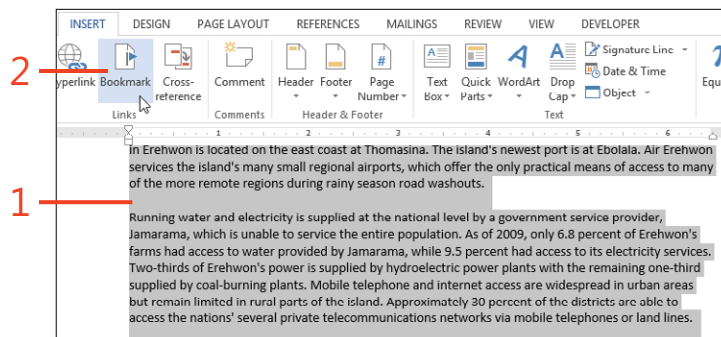 INSERT DESIGN PAGE LAYOUT REFERENCES MAILINGS REVIEW VIEW DEVELOPER
2
yperlink Bookmark Cross-reference
Comment
Header Footer Page Number
Text Box Quick Parts WordArt Drop Cap
Signature Line
Date & Time
Object
Equ
Links Comments Header & Footer Text
1 2 3 4 5 6
in Erehwon is located on the east coast at Thomasina. The island's newest port is at Ebolala. Air Erehwon
services the island's many small regional airports, which offer the only practical means of access to many
of the more remote regions during rainy season road washouts.
1
Running water and electricity is supplied at the national level by a government service provider,
Jamarama, which is unable to service the entire population. As of 2009, only 6.8 percent of Erehwon's
farms had access to water provided by Jamarama, while 9.5 percent had access to its electricity services.
Two-thirds of Erehwon's power is supplied by hydroelectric power plants with the remaining one-third
supplied by coal-burning plants. Mobile telephone and internet access are widespread in urban areas
but remain limited in rural parts of the island. Approximately 30 percent of the districts are able to
access the nations' several private telecommunications networks via mobile telephones or land lines.